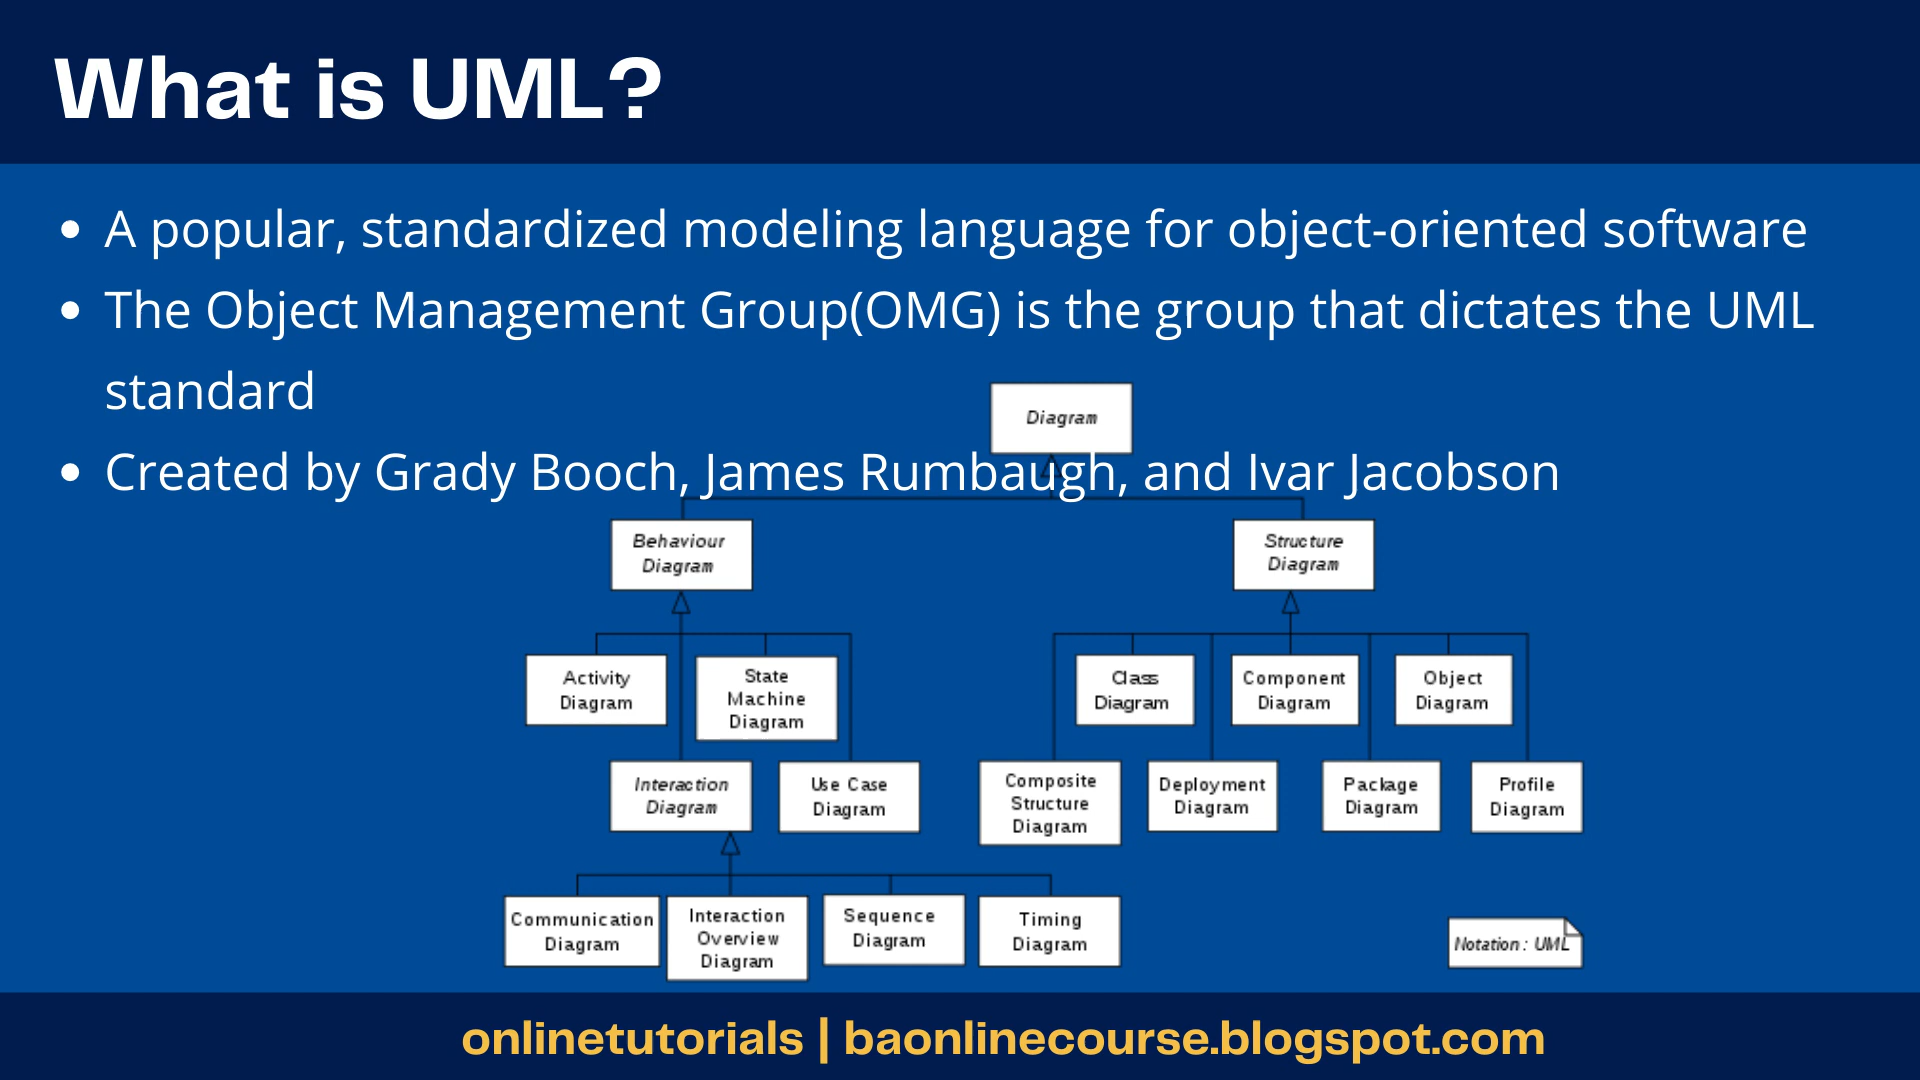 What is UML?
• A popular, standardized modeling language for object-oriented software
• The Object Management Group(OMG) is the group that dictates the UML
standard
• Created by Grady Booch, James Rumbaugh, and Ivar Jacobson
Diagram
Behaviour
Diagram
Structure
Diagram
Activity
Diagram
State
Machine
Diagram
Class
Diagram
Component
Diagram
Object
Diagram
Interaction
Diagram
Use Case
Diagram
Composite
Structure
Diagram
Deployment
Diagram
Package
Diagram
Profile
Diagram
Communication
Diagram
Interaction
Overview
Diagram
Sequence
Diagram
Timing
Diagram
Notation: UML
onlinetutorials | baonlinecourse.blogspot.com